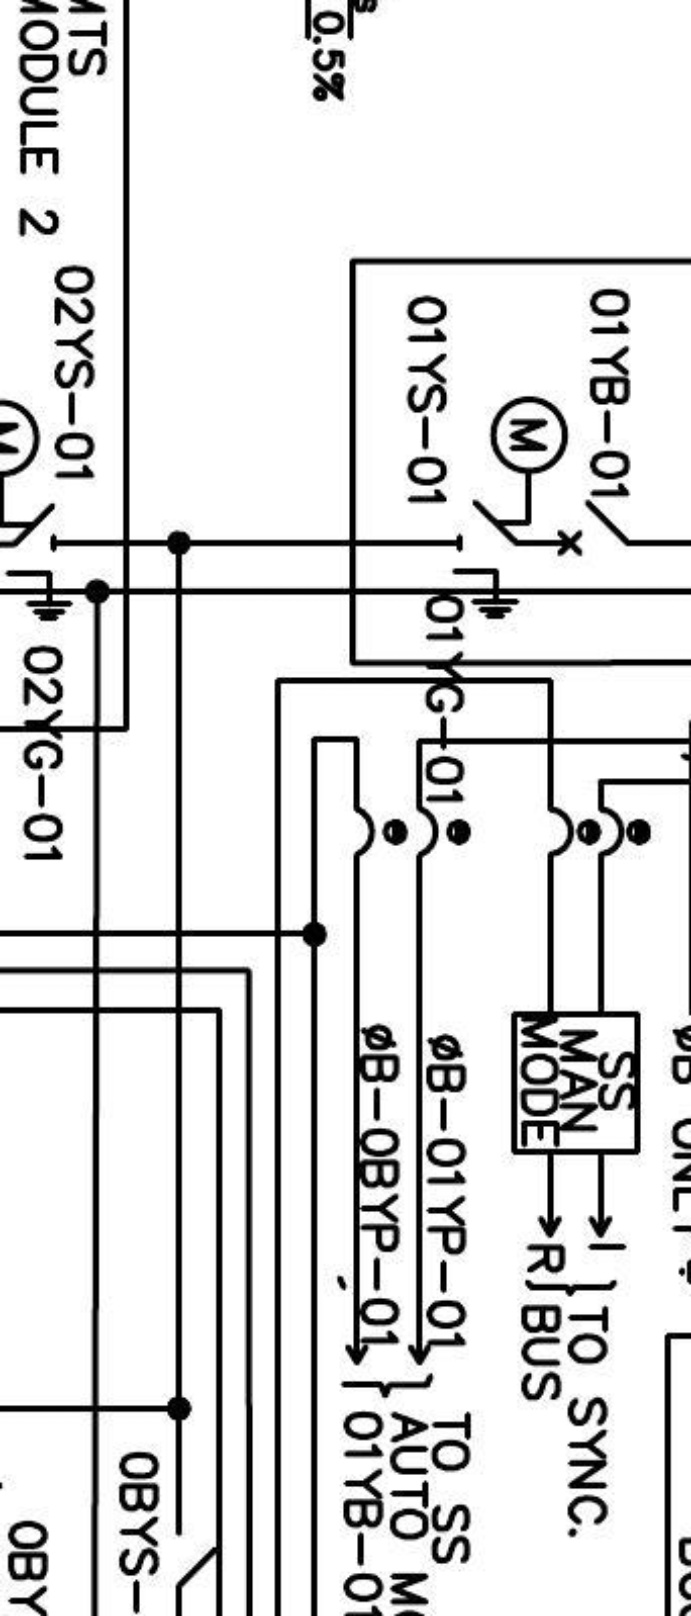 0.5%
MTS
MODULE 2
02YS-01
M
02YG-01
01YB-01
M
01YS-01
01YG-01
SS
MAN
MODE
I
R
TO SYNC.
BUS
ØB-01YP-01
ØB-0BYP-01
TO SS
AUTO
01YB-01
ØB ONLY
0BYS-
0BY